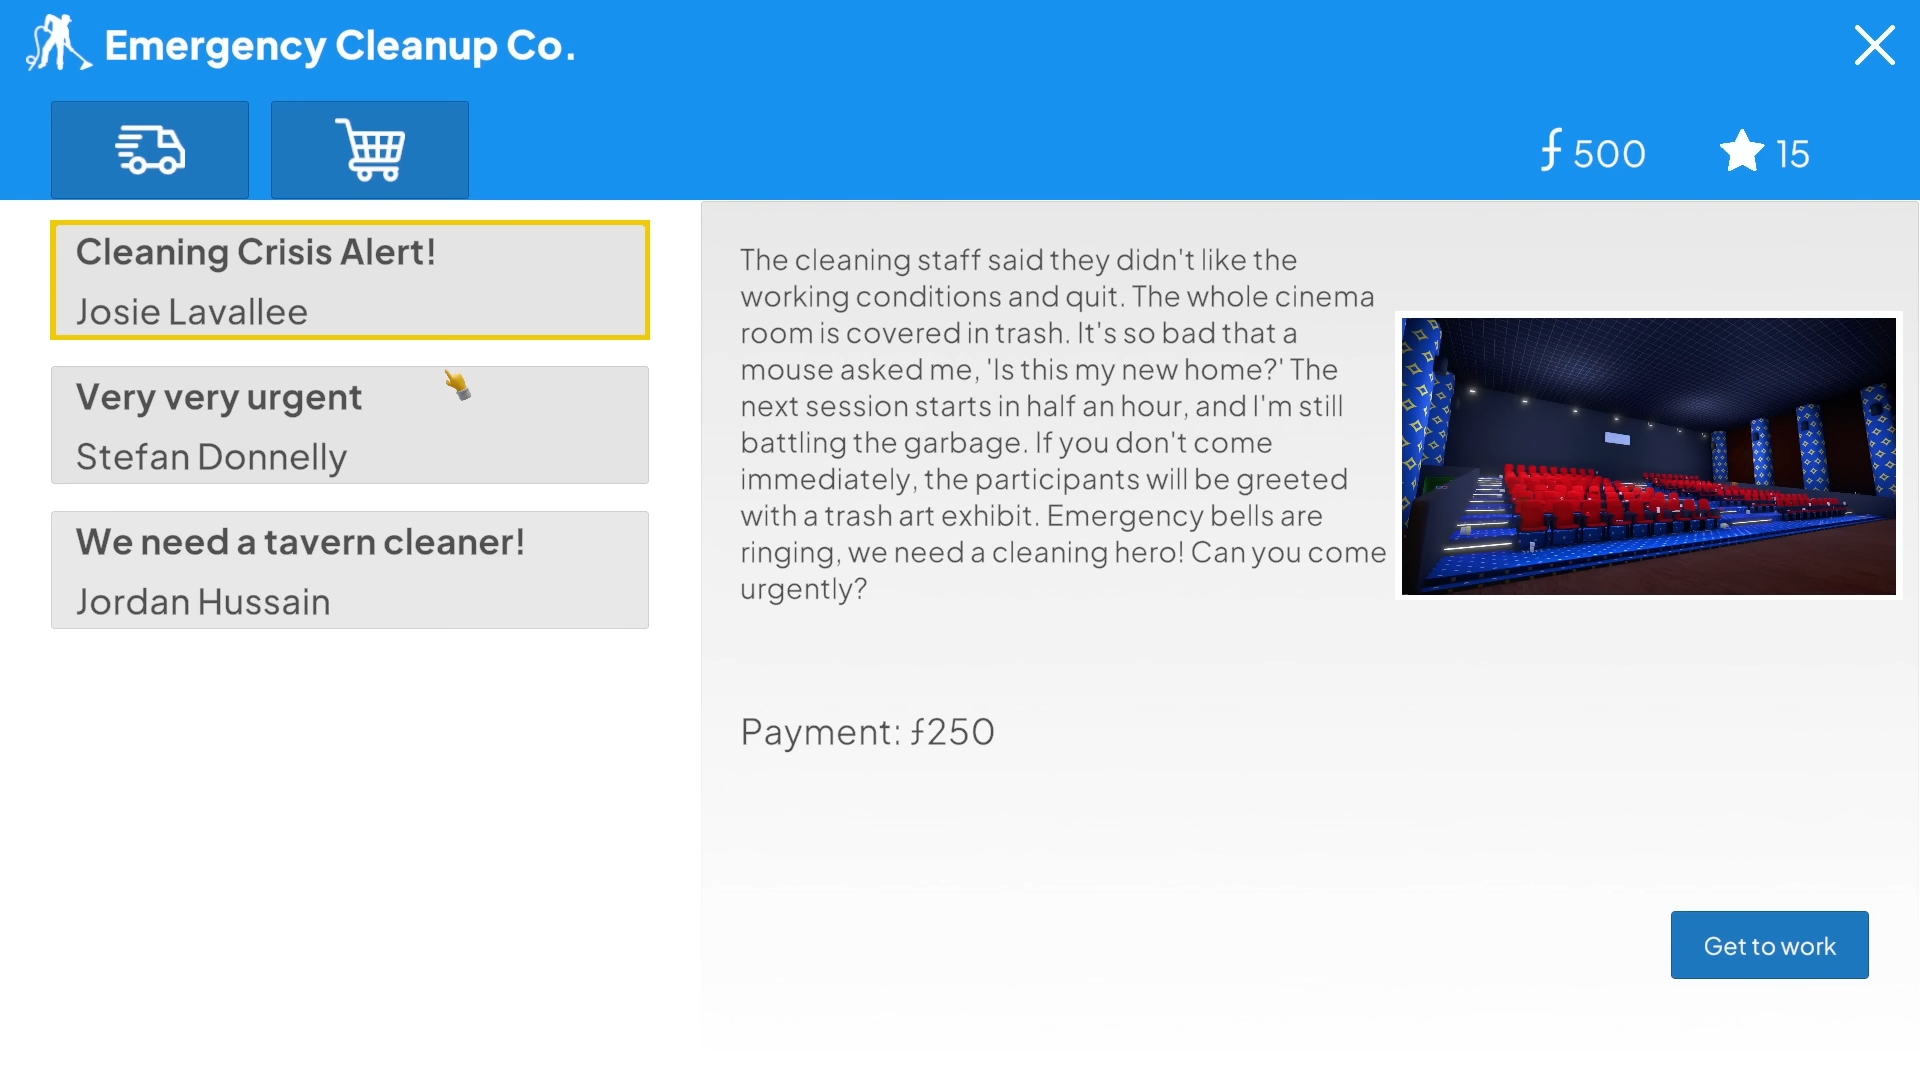 Emergency Cleanup Co.
ƒ 500
15
Cleaning Crisis Alert!
Josie Lavallee
Very very urgent
Stefan Donnelly
We need a tavern cleaner!
Jordan Hussain
The cleaning staff said they didn't like the
working conditions and quit. The whole cinema
room is covered in trash. It's so bad that a
mouse asked me, 'Is this my new home?' The
next session starts in half an hour, and I'm still
battling the garbage. If you don't come
immediately, the participants will be greeted
with a trash art exhibit. Emergency bells are
ringing, we need a cleaning hero! Can you come
urgently?
Payment: ƒ250
Get to work